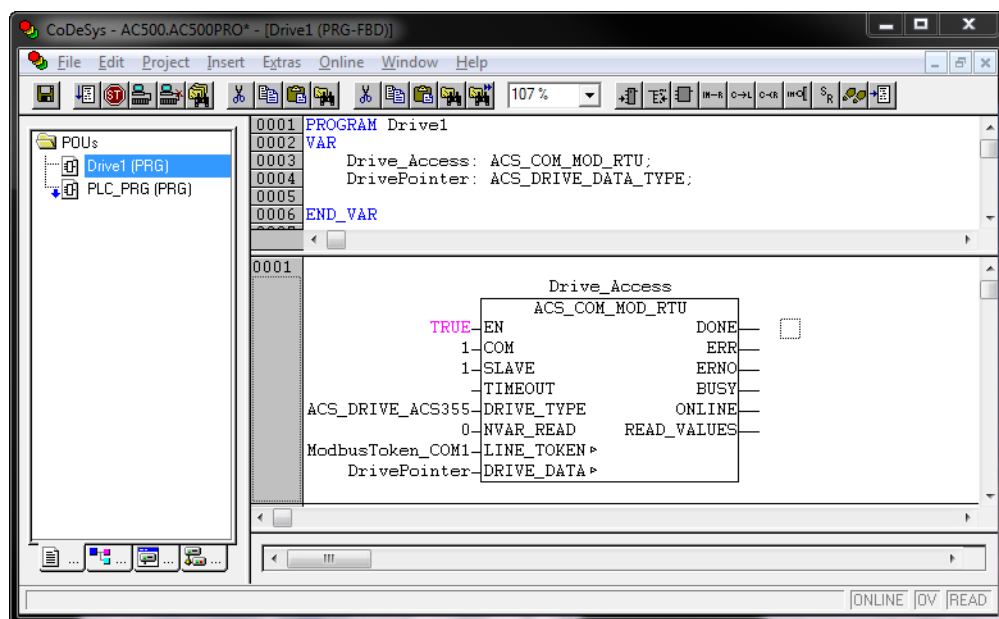 CoDeSys - AC500.AC500PRO* - [Drive1 (PRG-FBD)]
File Edit Project Insert Extras Online Window Help
107 %
POUs
Drive1 (PRG)
PLC_PRG (PRG)
0001 PROGRAM Drive1
0002 VAR
0003 Drive_Access: ACS_COM_MOD_RTU;
0004 DrivePointer: ACS_DRIVE_DATA_TYPE;
0005
0006 END_VAR
0001
Drive_Access
ACS_COM_MOD_RTU
TRUE EN DONE
1 COM ERR
1 SLAVE ERNO
TIMEOUT BUSY
ACS_DRIVE_ACS355 DRIVE_TYPE ONLINE
0 NVAR_READ READ_VALUES
ModbusToken_COM1 LINE_TOKEN
DrivePointer DRIVE_DATA
... ... ... ...
ONLINE OV READ